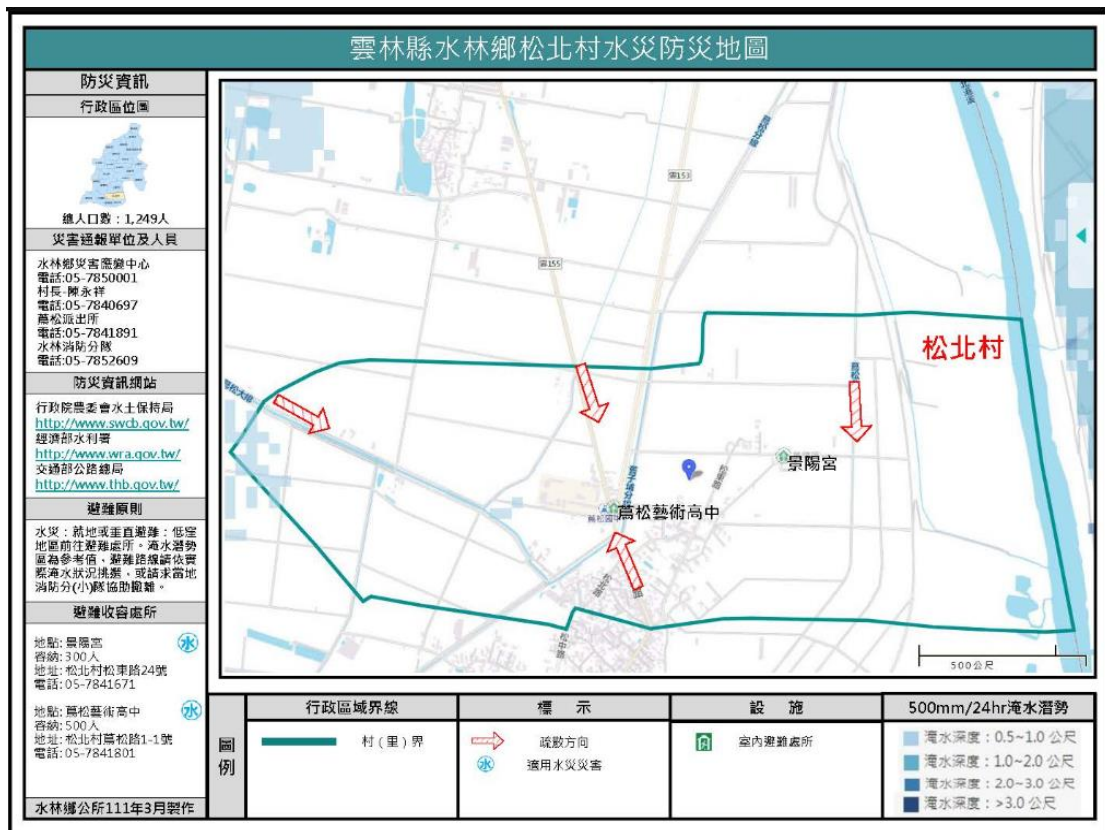 雲林縣水林鄉松北村水災防災地圖
防災資訊
行政區位圖
總人口數：1,249人
災害通報單位及人員
水林鄉災害應變中心
電話:05-7850001
村長-陳永祥
電話:05-7840697
蔦松派出所
電話:05-7841891
水林消防分隊
電話:05-7852609
防災資訊網站
行政院農委會水土保持局
http://www.swcb.gov.tw/
經濟部水利署
http://www.wra.gov.tw/
交通部公路總局
http://www.thb.gov.tw/
避難原則
水災：就地或垂直避難；低窪
地區前往避難處所。淹水潛勢
區為參考值，避難路線請依實
際淹水狀況挑選，或請求當地
消防分(小)隊協助撤離。
避難收容處所
地點:景陽宮
水
容納:300人
地址:松北村松東路24號
電話:05-7841671
地點:蔦松藝術高中
水
容納:500人
地址:松北村蔦松路1-1號
電話:05-7841801
水林鄉公所111年3月製作
雲153
雲155
松北村
景陽宮
蔦松藝術高中
松中路
500公尺
圖例
行政區域界線
村(里)界
標 示
疏散方向
水
適用水災災害
設 施
室內避難處所
500mm/24hr淹水潛勢
淹水深度：0.5~1.0 公尺
淹水深度：1.0~2.0 公尺
淹水深度：2.0~3.0 公尺
淹水深度：>3.0 公尺